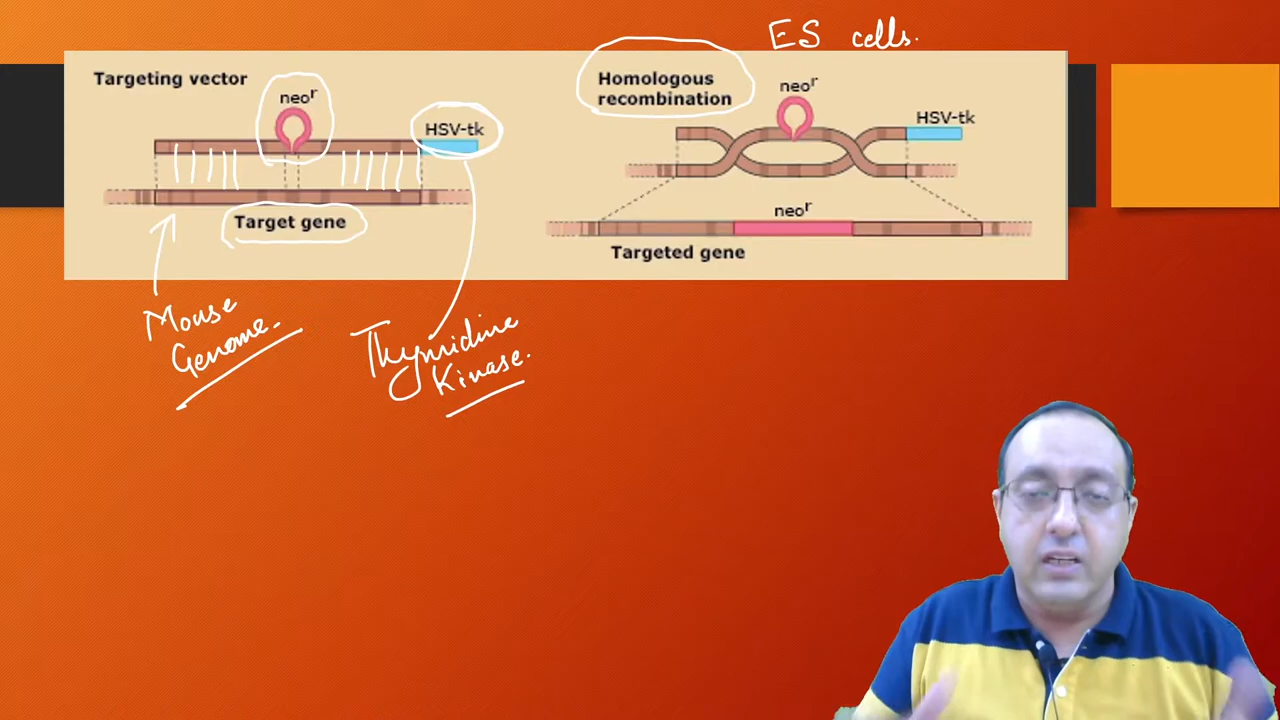 ES cells.
Targeting vector
neoʳ
HSV-tk
Target gene
Mouse
Genome.
Thymidine
Kinase.
Homologous
recombination
neoʳ
HSV-tk
neoʳ
Targeted gene